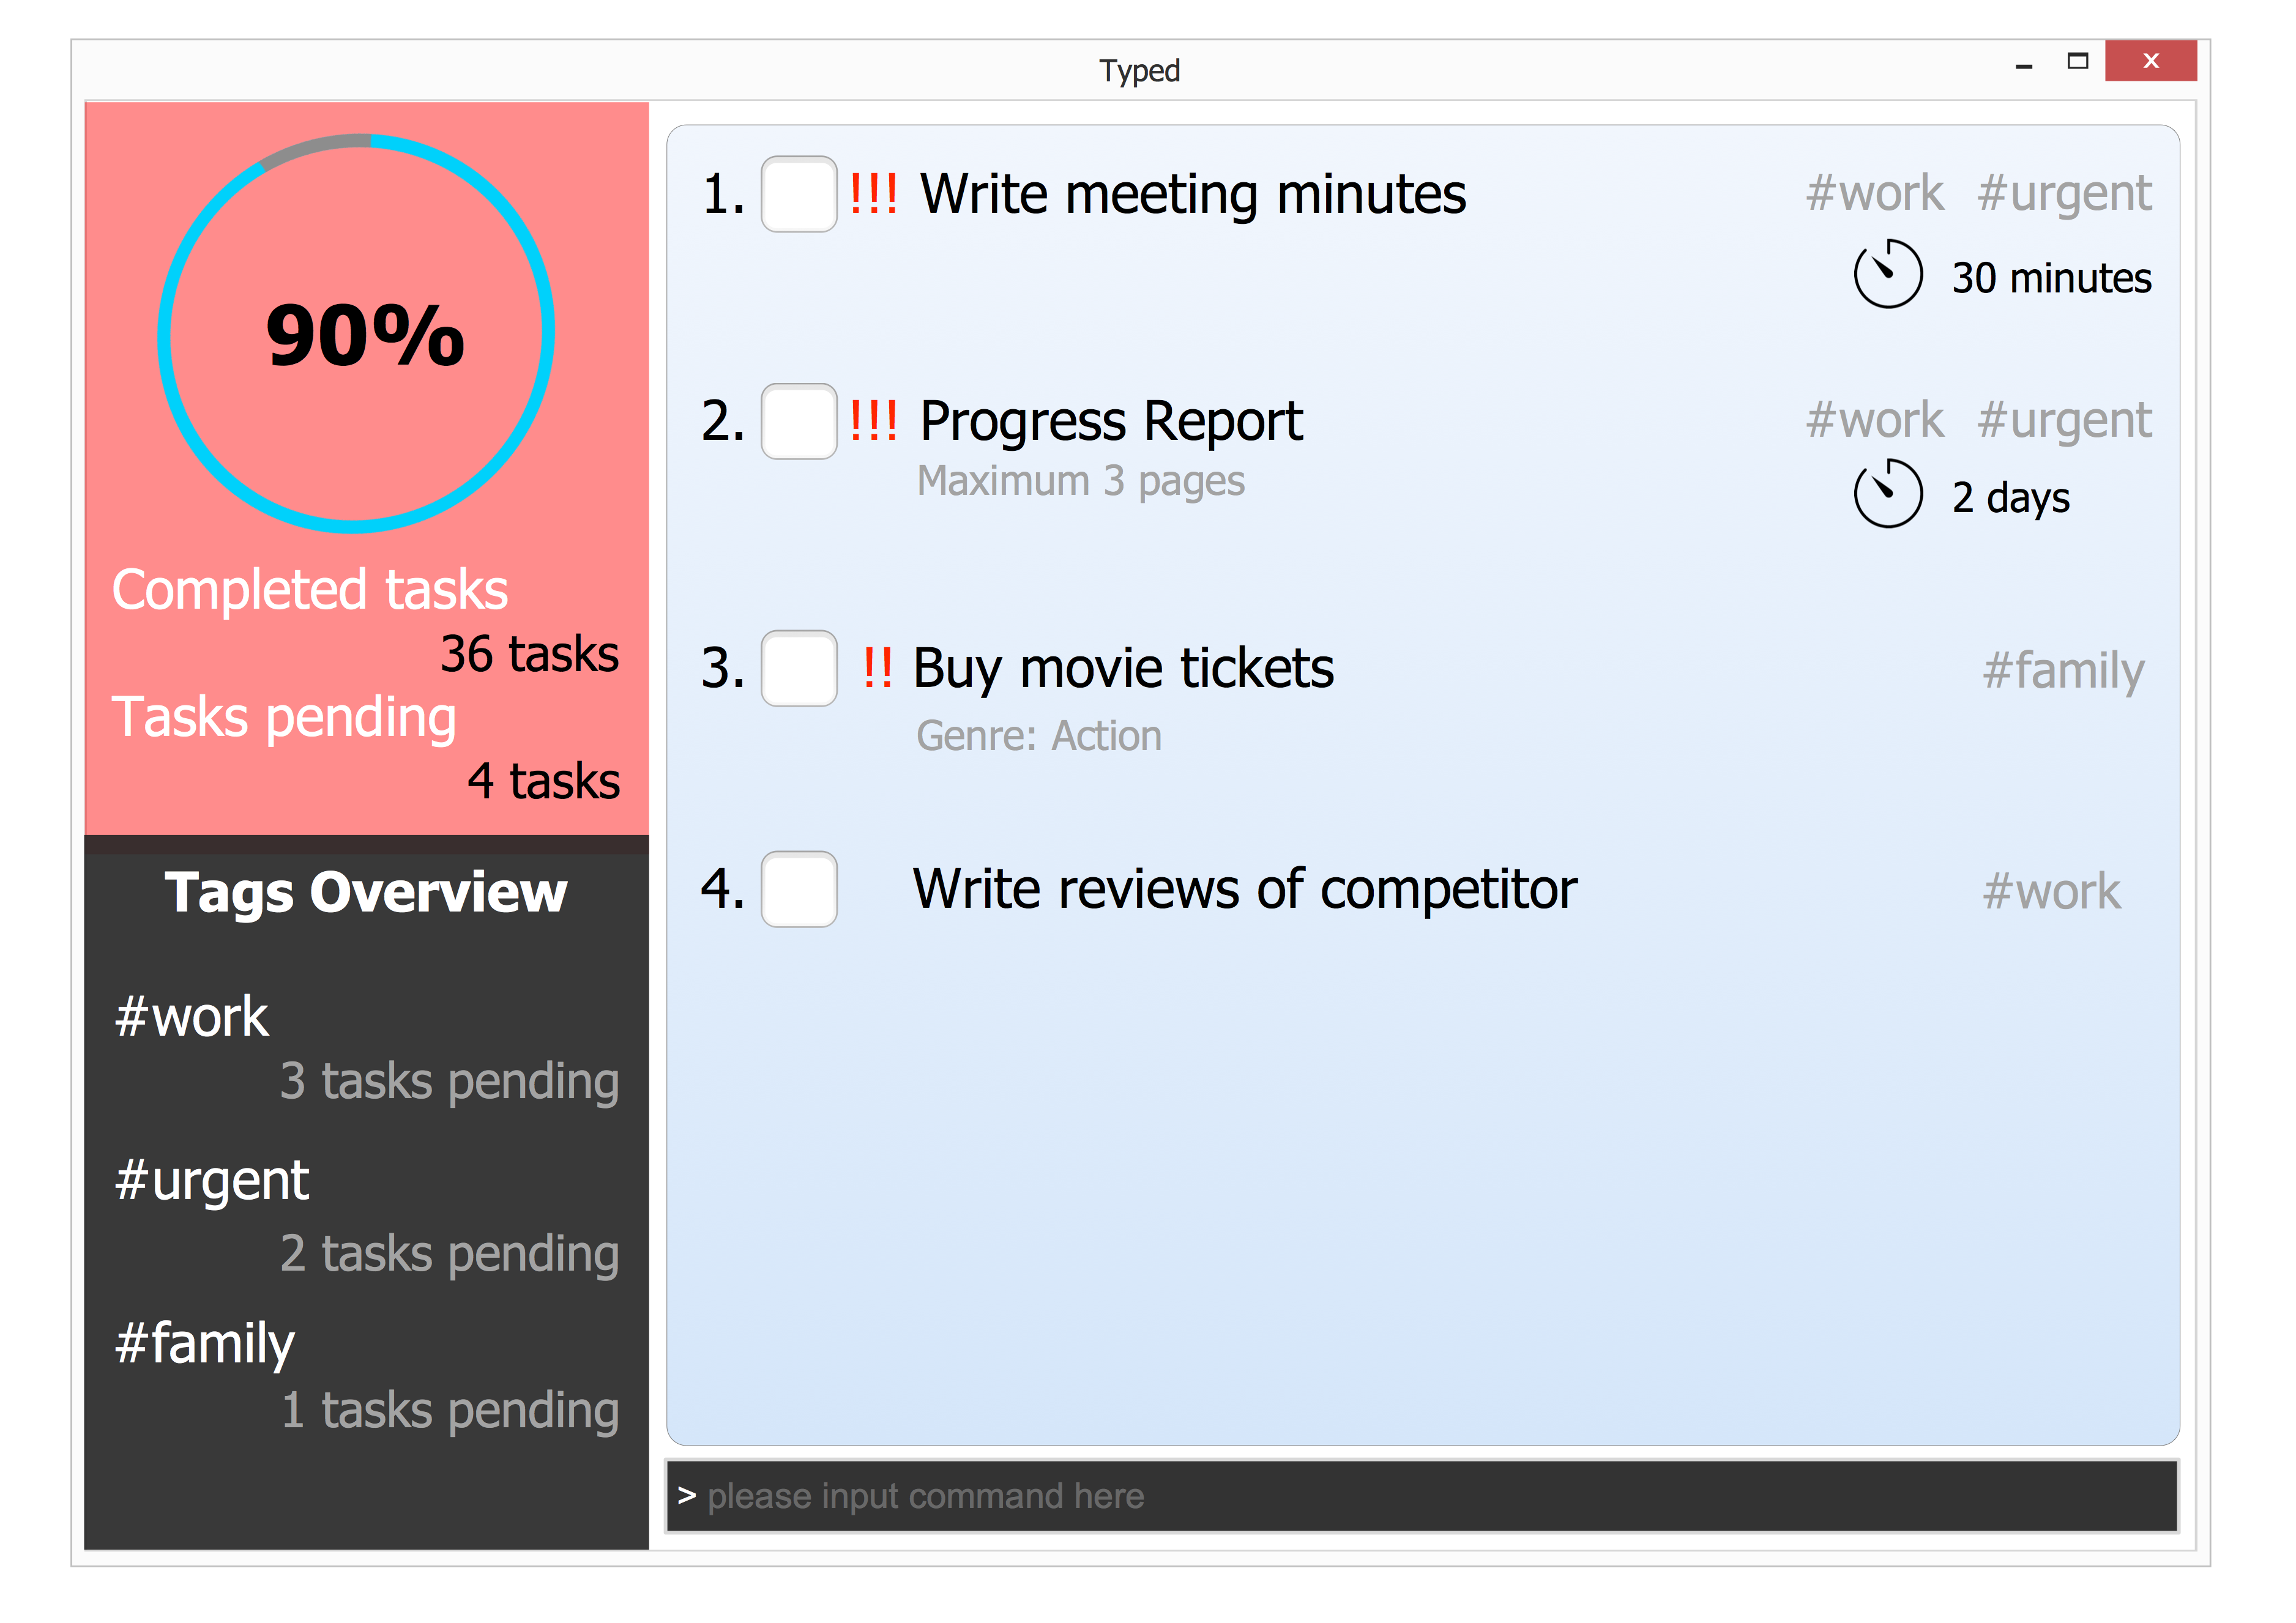 Typed
x
90%
Completed tasks
36 tasks
Tasks pending
4 tasks
Tags Overview
#work
3 tasks pending
#urgent
2 tasks pending
#family
1 tasks pending
1. !!! Write meeting minutes #work #urgent
30 minutes
2. !!! Progress Report #work #urgent
Maximum 3 pages
2 days
3. !! Buy movie tickets #family
Genre: Action
4. Write reviews of competitor #work
> please input command here